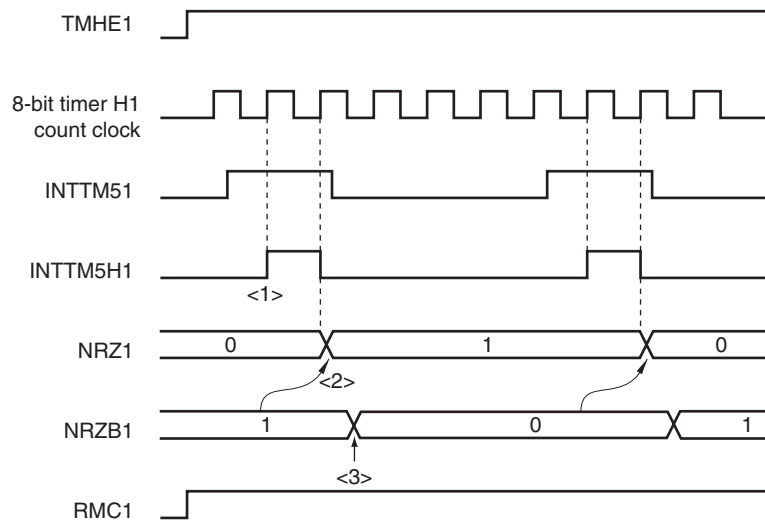 TMHE1
8-bit timer H1
count clock
INTTM51
INTTM5H1
<1>
NRZ1
0
1
0
<2>
NRZB1
1
0
1
<3>
RMC1